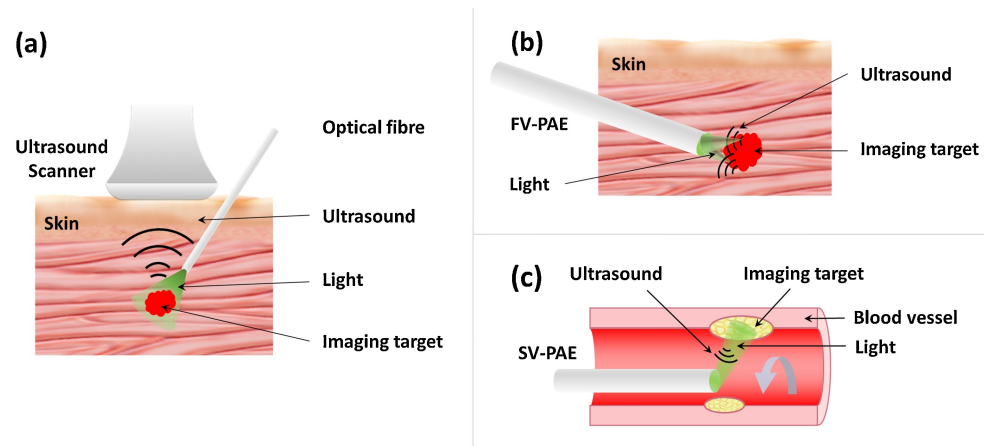 (a)
Ultrasound
Scanner
Optical fibre
Skin
Ultrasound
Light
Imaging target
(b)
Skin
Ultrasound
FV-PAE
Imaging target
Light
(c)
Ultrasound
Imaging target
Blood vessel
Light
SV-PAE